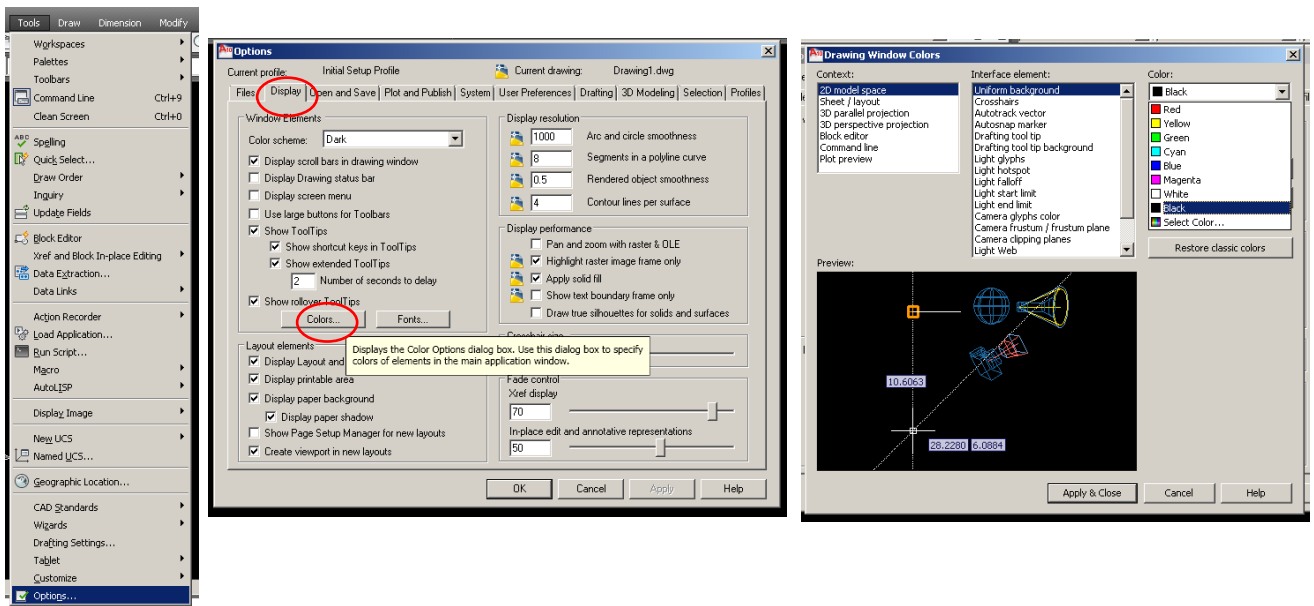 Tools Draw Dimension Modify
Workspaces
Palettes
Toolbars
Command Line Ctrl+9
Clean Screen Ctrl+0
ABC Spelling
Quick Select...
Draw Order
Inquiry
Update Fields
Block Editor
Xref and Block In-place Editing
Data Extraction...
Data Links
Action Recorder
Load Application...
Run Script...
Macro
AutoLISP
Display Image
New UCS
Named UCS...
Geographic Location...
CAD Standards
Wizards
Drafting Settings...
Tablet
Customize
Options...
Options
Current profile: Initial Setup Profile Current drawing: Drawing1.dwg
Files Display Open and Save Plot and Publish System User Preferences Drafting 3D Modeling Selection Profiles
Window Elements
Color scheme: Dark
Display scroll bars in drawing window
Display Drawing status bar
Display screen menu
Use large buttons for Toolbars
Show ToolTips
Show shortcut keys in ToolTips
Show extended ToolTips
2 Number of seconds to delay
Show rollover ToolTips
Colors... Fonts...
Layout elements
Display Layout and
Display printable area
Display paper background
Display paper shadow
Show Page Setup Manager for new layouts
Create viewport in new layouts
Displays the Color Options dialog box. Use this dialog box to specify
colors of elements in the main application window.
Display resolution
1000 Arc and circle smoothness
8 Segments in a polyline curve
0.5 Rendered object smoothness
4 Contour lines per surface
Display performance
Pan and zoom with raster & OLE
Highlight raster image frame only
Apply solid fill
Show text boundary frame only
Draw true silhouettes for solids and surfaces
Crosshair size
Fade control
Xref display
70
In-place edit and annotative representations
50
OK Cancel Apply Help
Drawing Window Colors
Context:
2D model space
Sheet / layout
3D parallel projection
3D perspective projection
Block editor
Command line
Plot preview
Interface element:
Uniform background
Crosshairs
Autotrack vector
Autosnap marker
Drafting tool tip
Drafting tool tip background
Light glyphs
Light hotspot
Light falloff
Light start limit
Light end limit
Camera glyphs color
Camera frustum / frustum plane
Camera clipping planes
Light Web
Color:
Black
Red
Yellow
Green
Cyan
Blue
Magenta
White
Black
Select Color...
Restore classic colors
Preview:
10.6063
28.2280 6.0884
Apply & Close Cancel Help